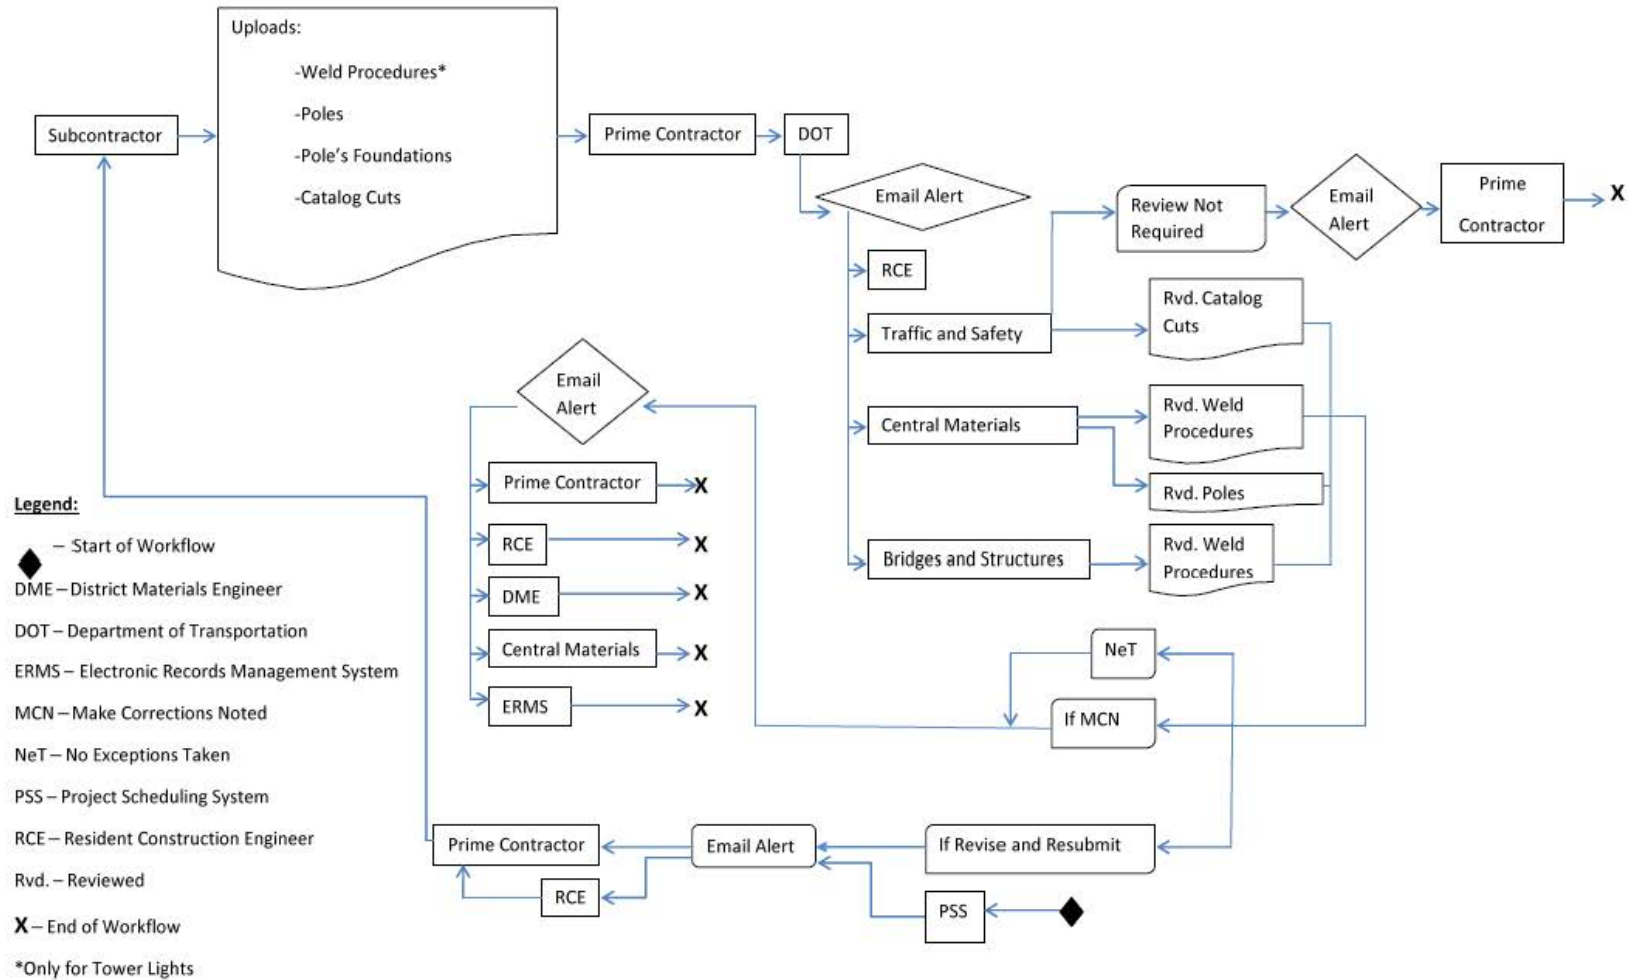 Uploads:
-Weld Procedures*
-Poles
-Pole's Foundations
-Catalog Cuts
Subcontractor
Prime Contractor
DOT
Email Alert
Review Not
Required
Email
Alert
Prime
Contractor
X
RCE
Traffic and Safety
Rvd. Catalog
Cuts
Central Materials
Rvd. Weld
Procedures
Rvd. Poles
Bridges and Structures
Rvd. Weld
Procedures
Email
Alert
Prime Contractor
X
RCE
X
DME
X
Central Materials
X
ERMS
X
NeT
If MCN
If Revise and Resubmit
Email Alert
Prime Contractor
RCE
PSS
Legend:
– Start of Workflow
DME – District Materials Engineer
DOT – Department of Transportation
ERMS – Electronic Records Management System
MCN – Make Corrections Noted
NeT – No Exceptions Taken
PSS – Project Scheduling System
RCE – Resident Construction Engineer
Rvd. – Reviewed
X – End of Workflow
*Only for Tower Lights